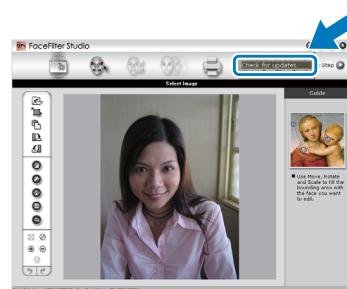 FaceFilter Studio
Check for updates
Step
Select Image
Guide
Use Move, Rotate
and Scale to fill the
bounding area with
the face you want
to edit.